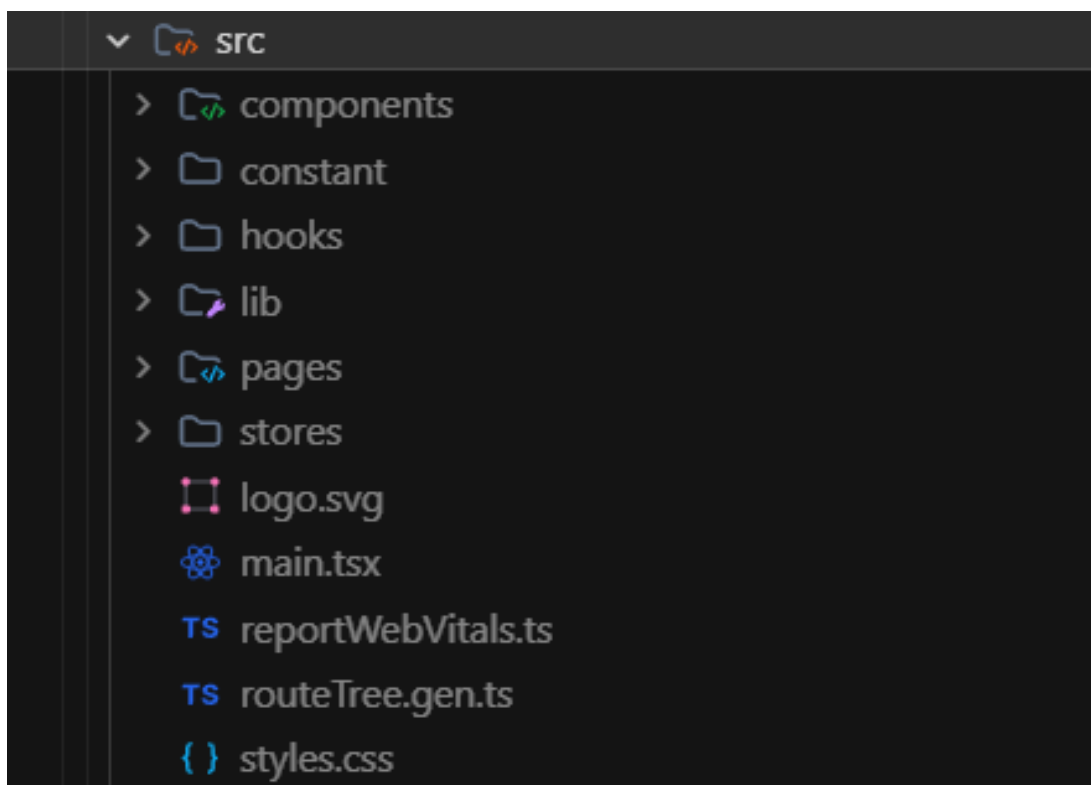 src
components
constant
hooks
lib
pages
stores
logo.svg
main.tsx
TS reportWebVitals.ts
TS routeTree.gen.ts
{ } styles.css